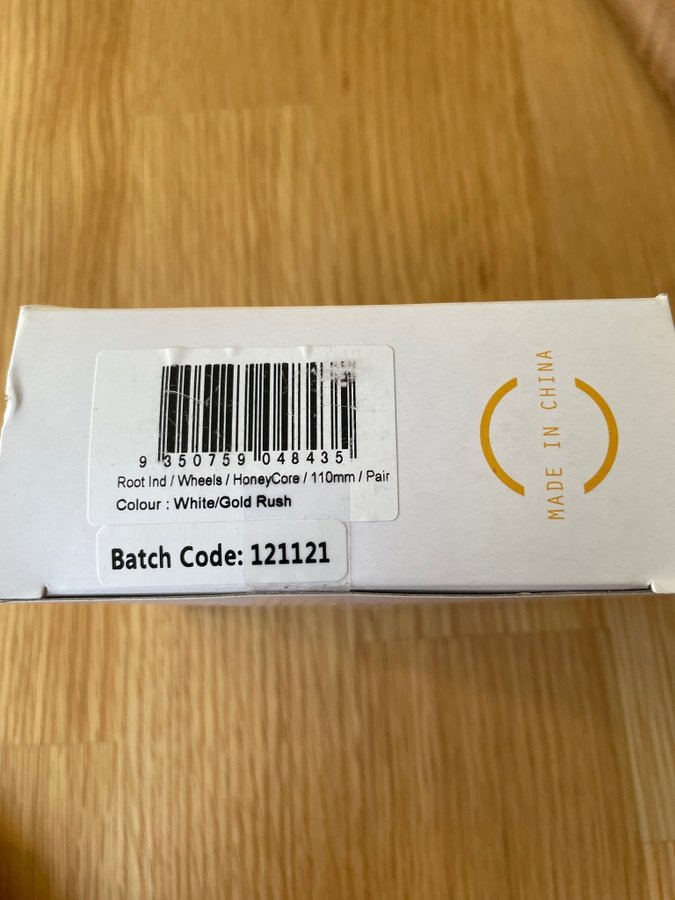 9 350759 048435
Root Ind / Wheels / HoneyCore / 110mm / Pair
Colour : White/Gold Rush
Batch Code: 121121
MADE IN CHINA